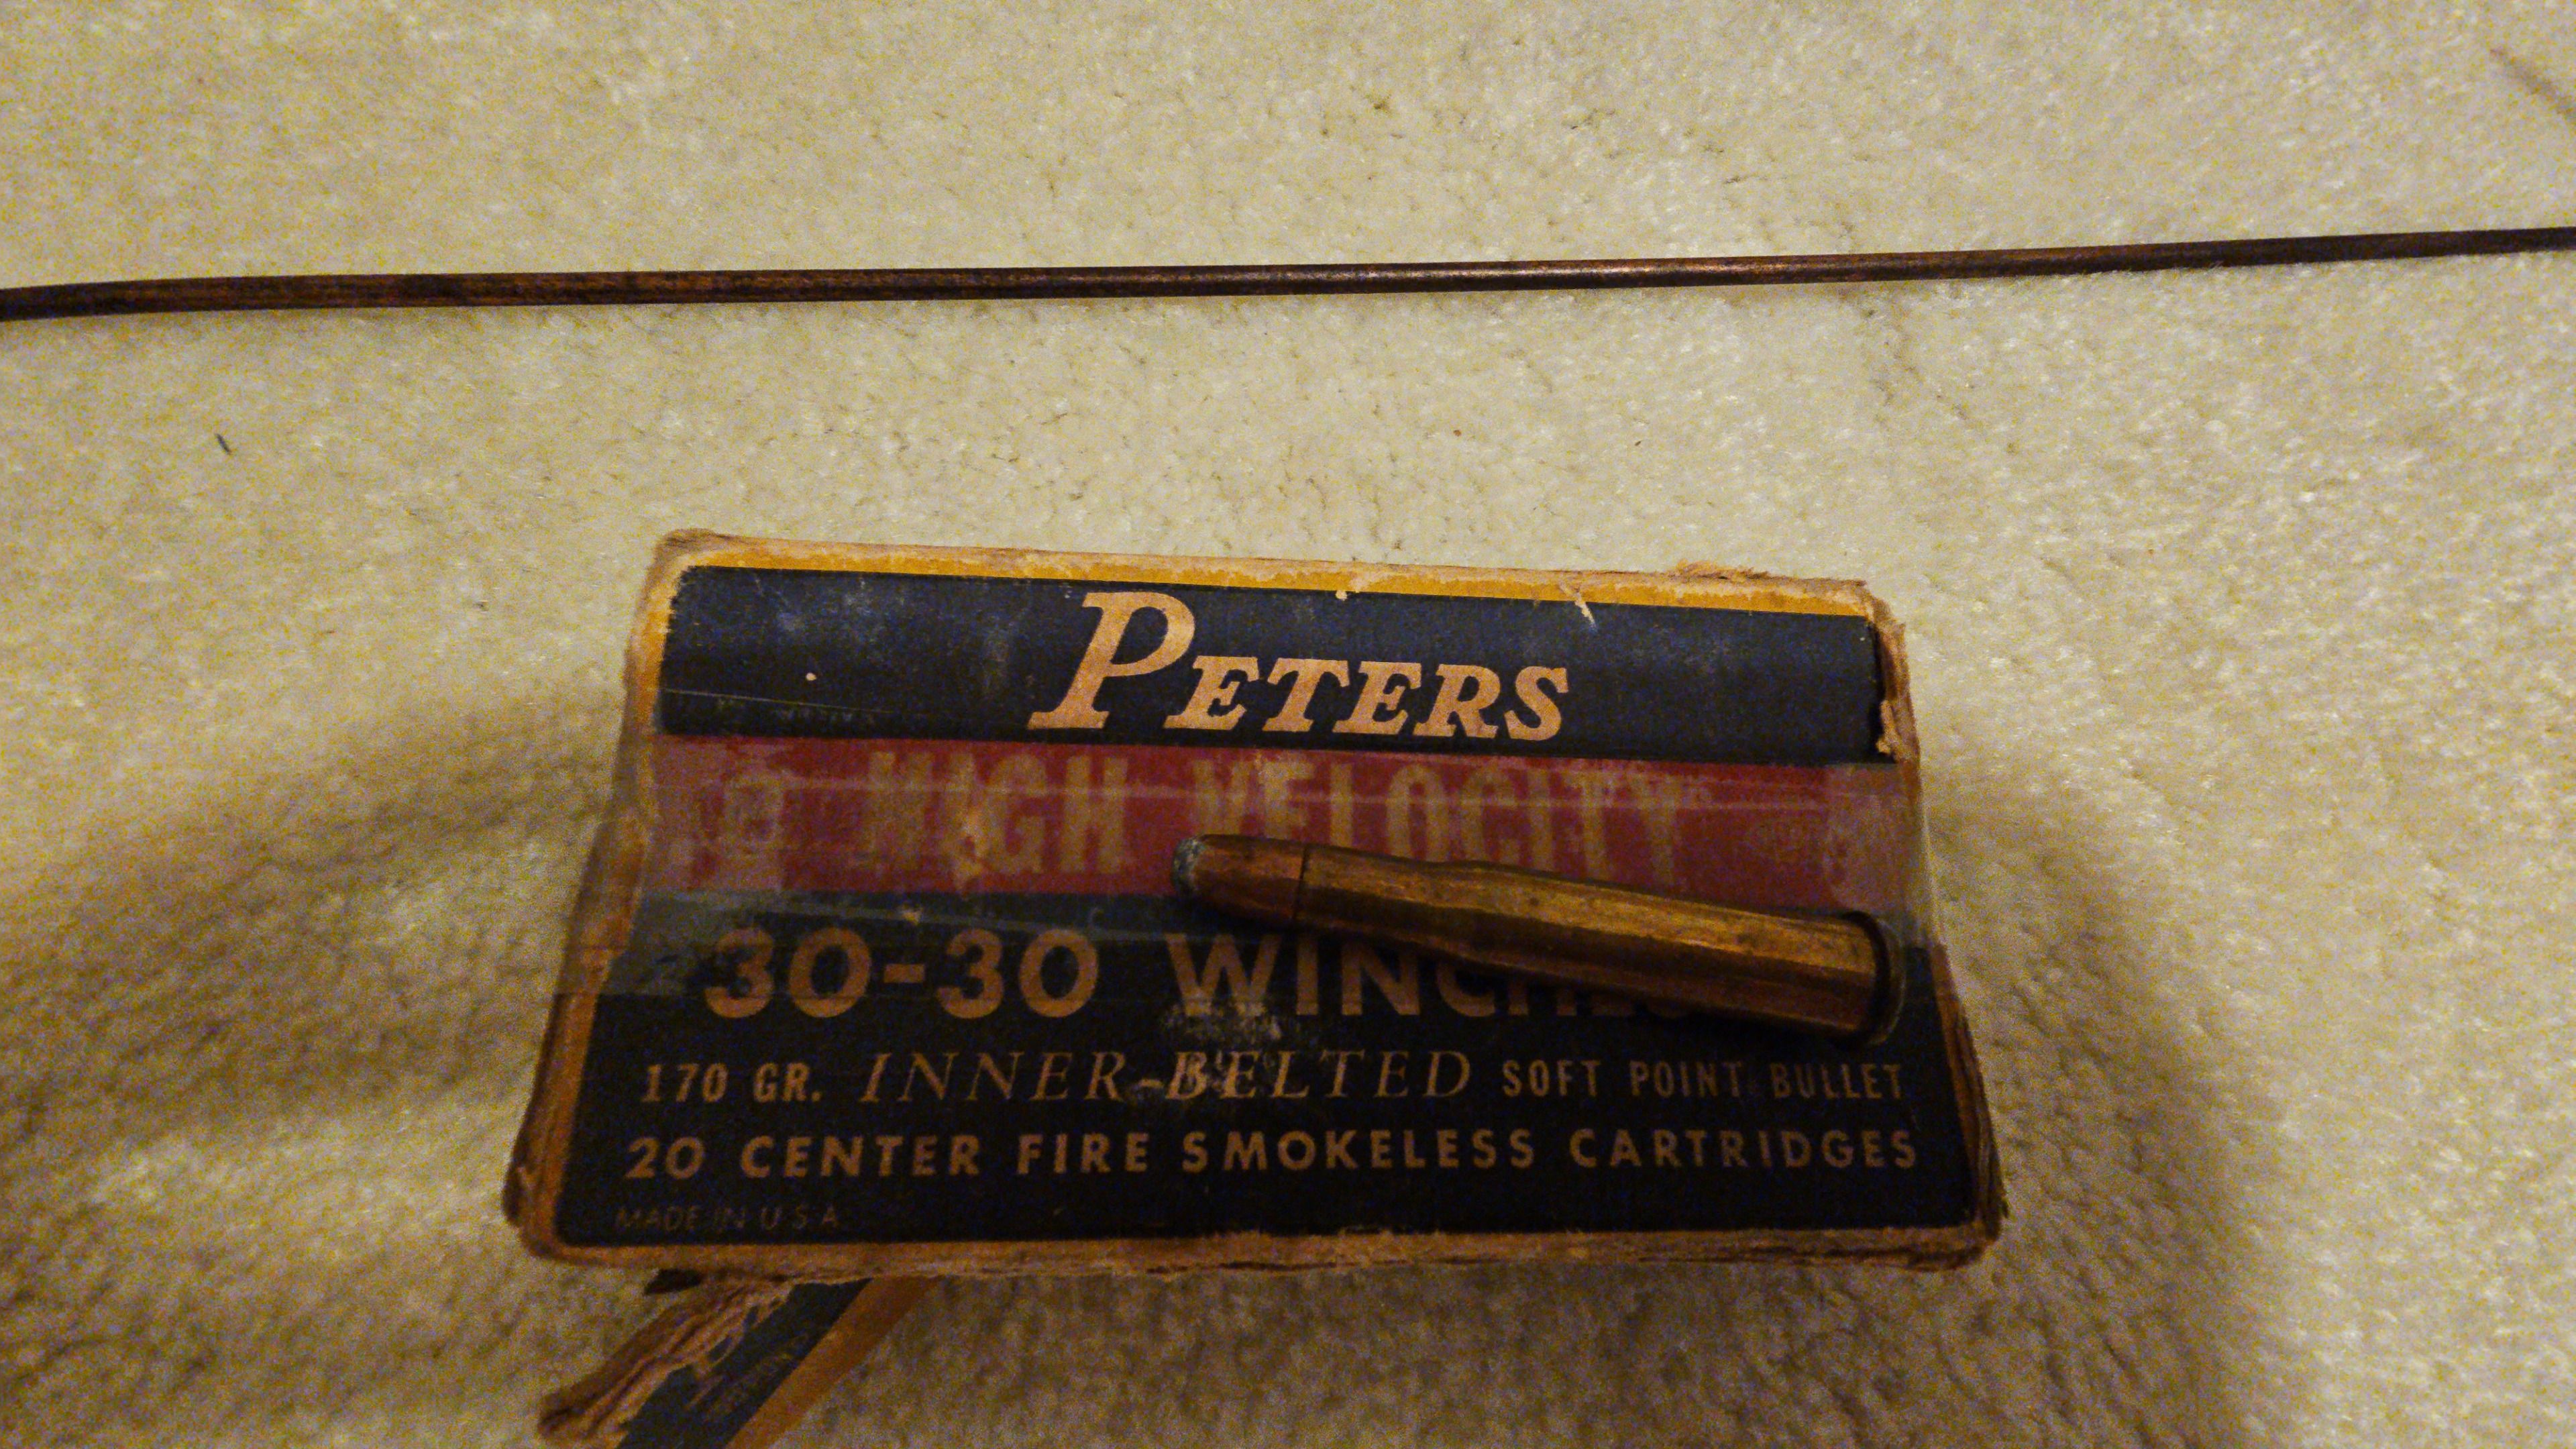 PETERS
HIGH VELOCITY
30-30
170 GR. INNER-BELTED SOFT POINT BULLET
20 CENTER FIRE SMOKELESS CARTRIDGES
MADE IN U.S.A.